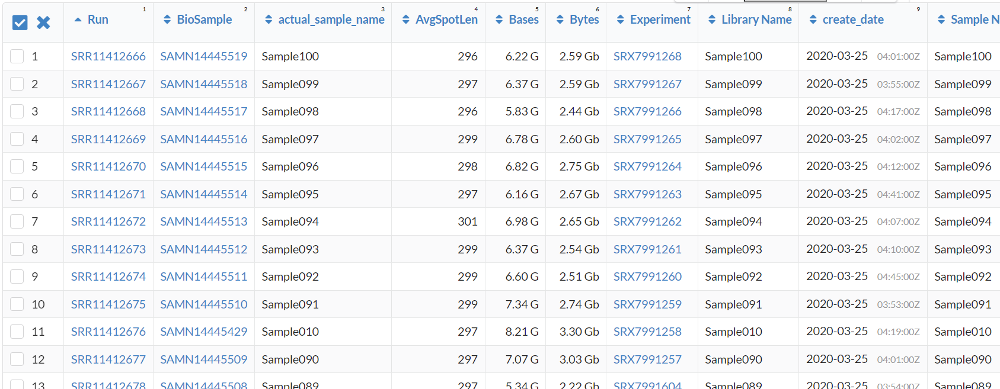 1 2 3 4 5 6 7 8 9
Run BioSample actual_sample_name AvgSpotLen Bases Bytes Experiment Library Name create_date Sample N
1 SRR11412666 SAMN14445519 Sample100 296 6.22 G 2.59 Gb SRX7991268 Sample100 2020-03-25 04:01:00Z Sample100
2 SRR11412667 SAMN14445518 Sample099 297 6.37 G 2.59 Gb SRX7991267 Sample099 2020-03-25 03:55:00Z Sample099
3 SRR11412668 SAMN14445517 Sample098 296 5.83 G 2.44 Gb SRX7991266 Sample098 2020-03-25 04:17:00Z Sample098
4 SRR11412669 SAMN14445516 Sample097 299 6.78 G 2.60 Gb SRX7991265 Sample097 2020-03-25 04:02:00Z Sample097
5 SRR11412670 SAMN14445515 Sample096 298 6.82 G 2.75 Gb SRX7991264 Sample096 2020-03-25 04:12:00Z Sample096
6 SRR11412671 SAMN14445514 Sample095 297 6.16 G 2.67 Gb SRX7991263 Sample095 2020-03-25 04:41:00Z Sample095
7 SRR11412672 SAMN14445513 Sample094 301 6.98 G 2.65 Gb SRX7991262 Sample094 2020-03-25 04:07:00Z Sample094
8 SRR11412673 SAMN14445512 Sample093 299 6.37 G 2.54 Gb SRX7991261 Sample093 2020-03-25 04:10:00Z Sample093
9 SRR11412674 SAMN14445511 Sample092 299 6.60 G 2.51 Gb SRX7991260 Sample092 2020-03-25 04:45:00Z Sample092
10 SRR11412675 SAMN14445510 Sample091 299 7.34 G 2.74 Gb SRX7991259 Sample091 2020-03-25 03:53:00Z Sample091
11 SRR11412676 SAMN14445429 Sample010 297 8.21 G 3.30 Gb SRX7991258 Sample010 2020-03-25 04:19:00Z Sample010
12 SRR11412677 SAMN14445509 Sample090 297 7.07 G 3.03 Gb SRX7991257 Sample090 2020-03-25 04:01:00Z Sample090
13 SRR11412678 SAMN14445508 Sample089 297 5.34 G 2.22 Gb SRX7991604 Sample089 2020-03-25 03:54:00Z Sample089